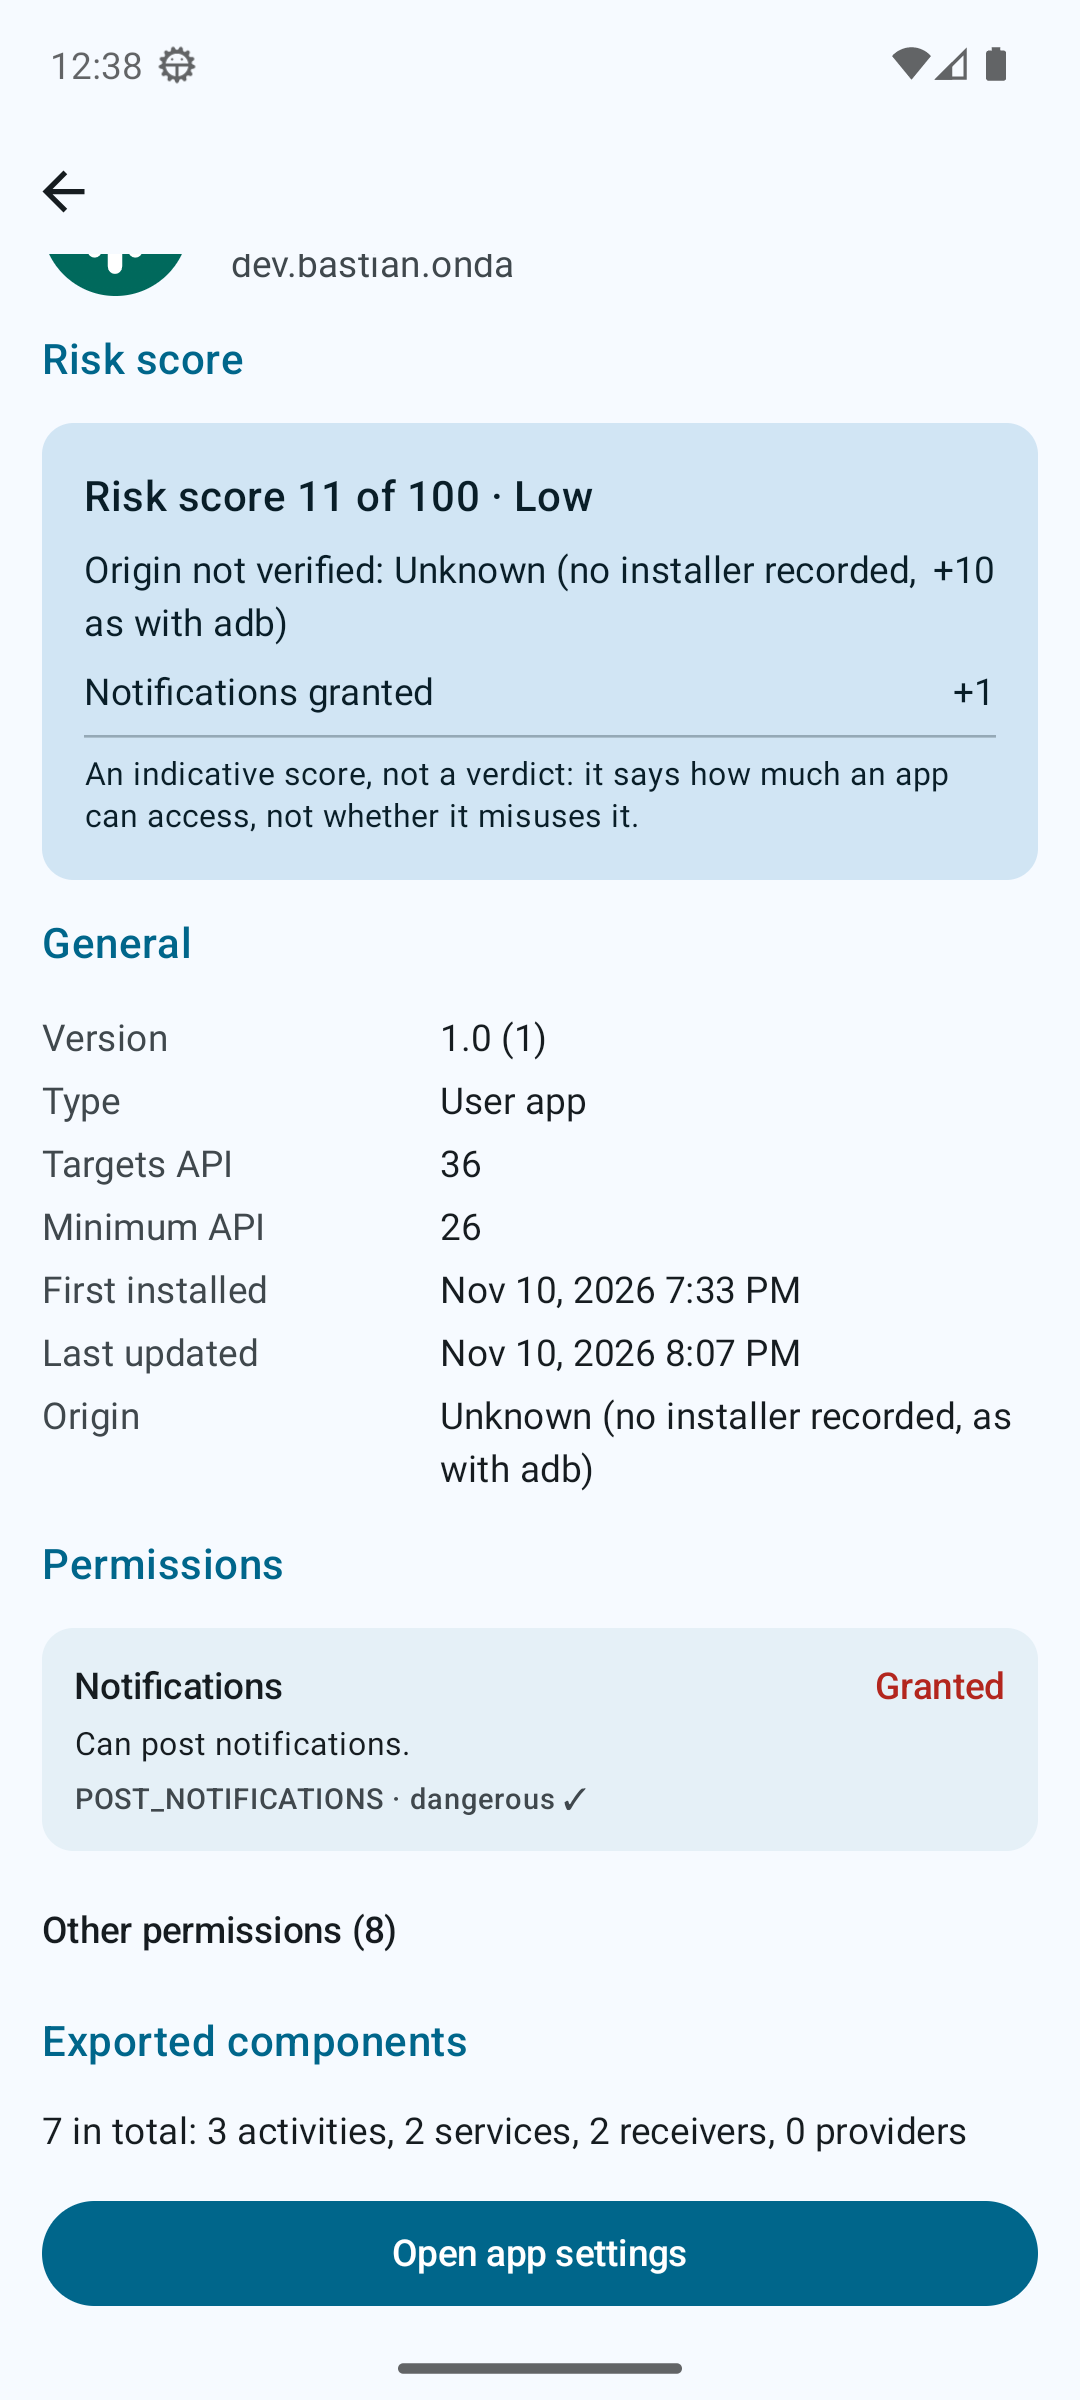 12:38
dev.bastian.onda
Risk score
Risk score 11 of 100 · Low
Origin not verified: Unknown (no installer recorded, +10
as with adb)
Notifications granted +1
An indicative score, not a verdict: it says how much an app
can access, not whether it misuses it.
General
Version 1.0 (1)
Type User app
Targets API 36
Minimum API 26
First installed Nov 10, 2026 7:33 PM
Last updated Nov 10, 2026 8:07 PM
Origin Unknown (no installer recorded, as
with adb)
Permissions
Notifications Granted
Can post notifications.
POST_NOTIFICATIONS · dangerous ✓
Other permissions (8)
Exported components
7 in total: 3 activities, 2 services, 2 receivers, 0 providers
Open app settings